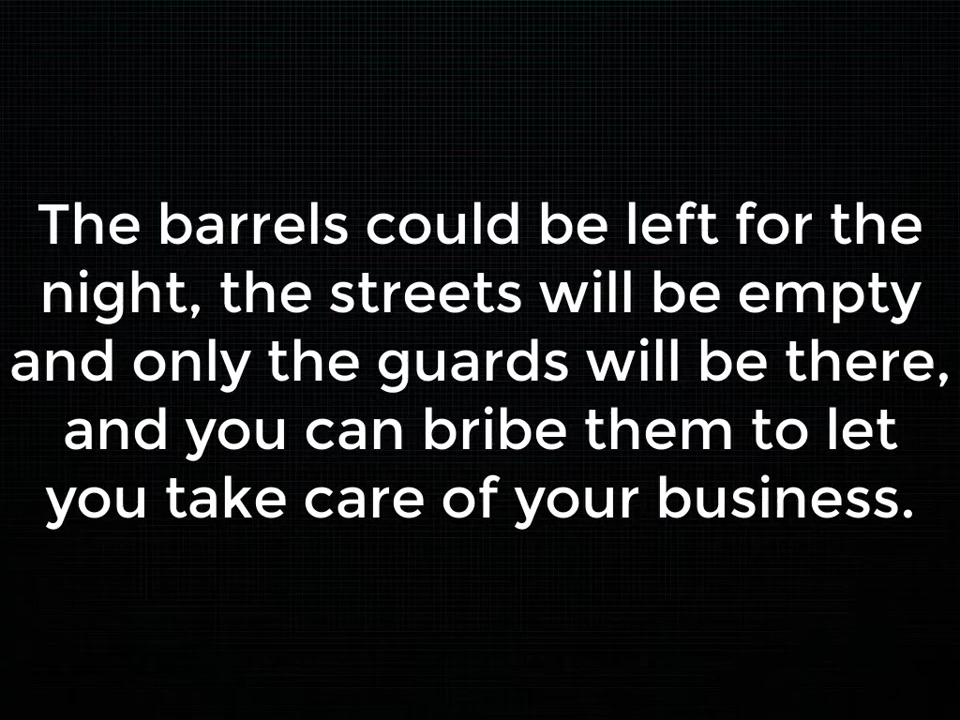 The barrels could be left for the
night, the streets will be empty
and only the guards will be there,
and you can bribe them to let
you take care of your business.